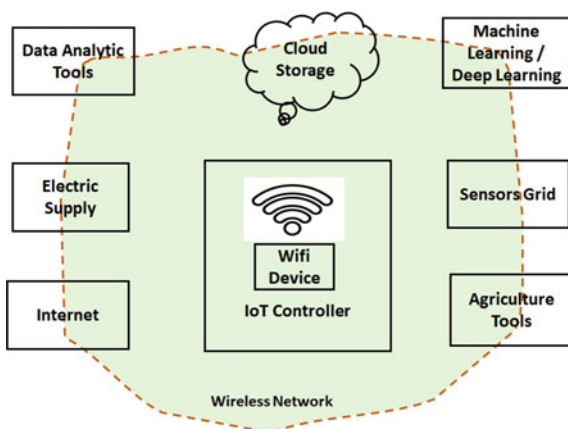 Data Analytic
Tools
Cloud
Storage
Machine
Learning /
Deep Learning
Electric
Supply
Wifi
Device
IoT Controller
Sensors Grid
Internet
Agriculture
Tools
Wireless Network